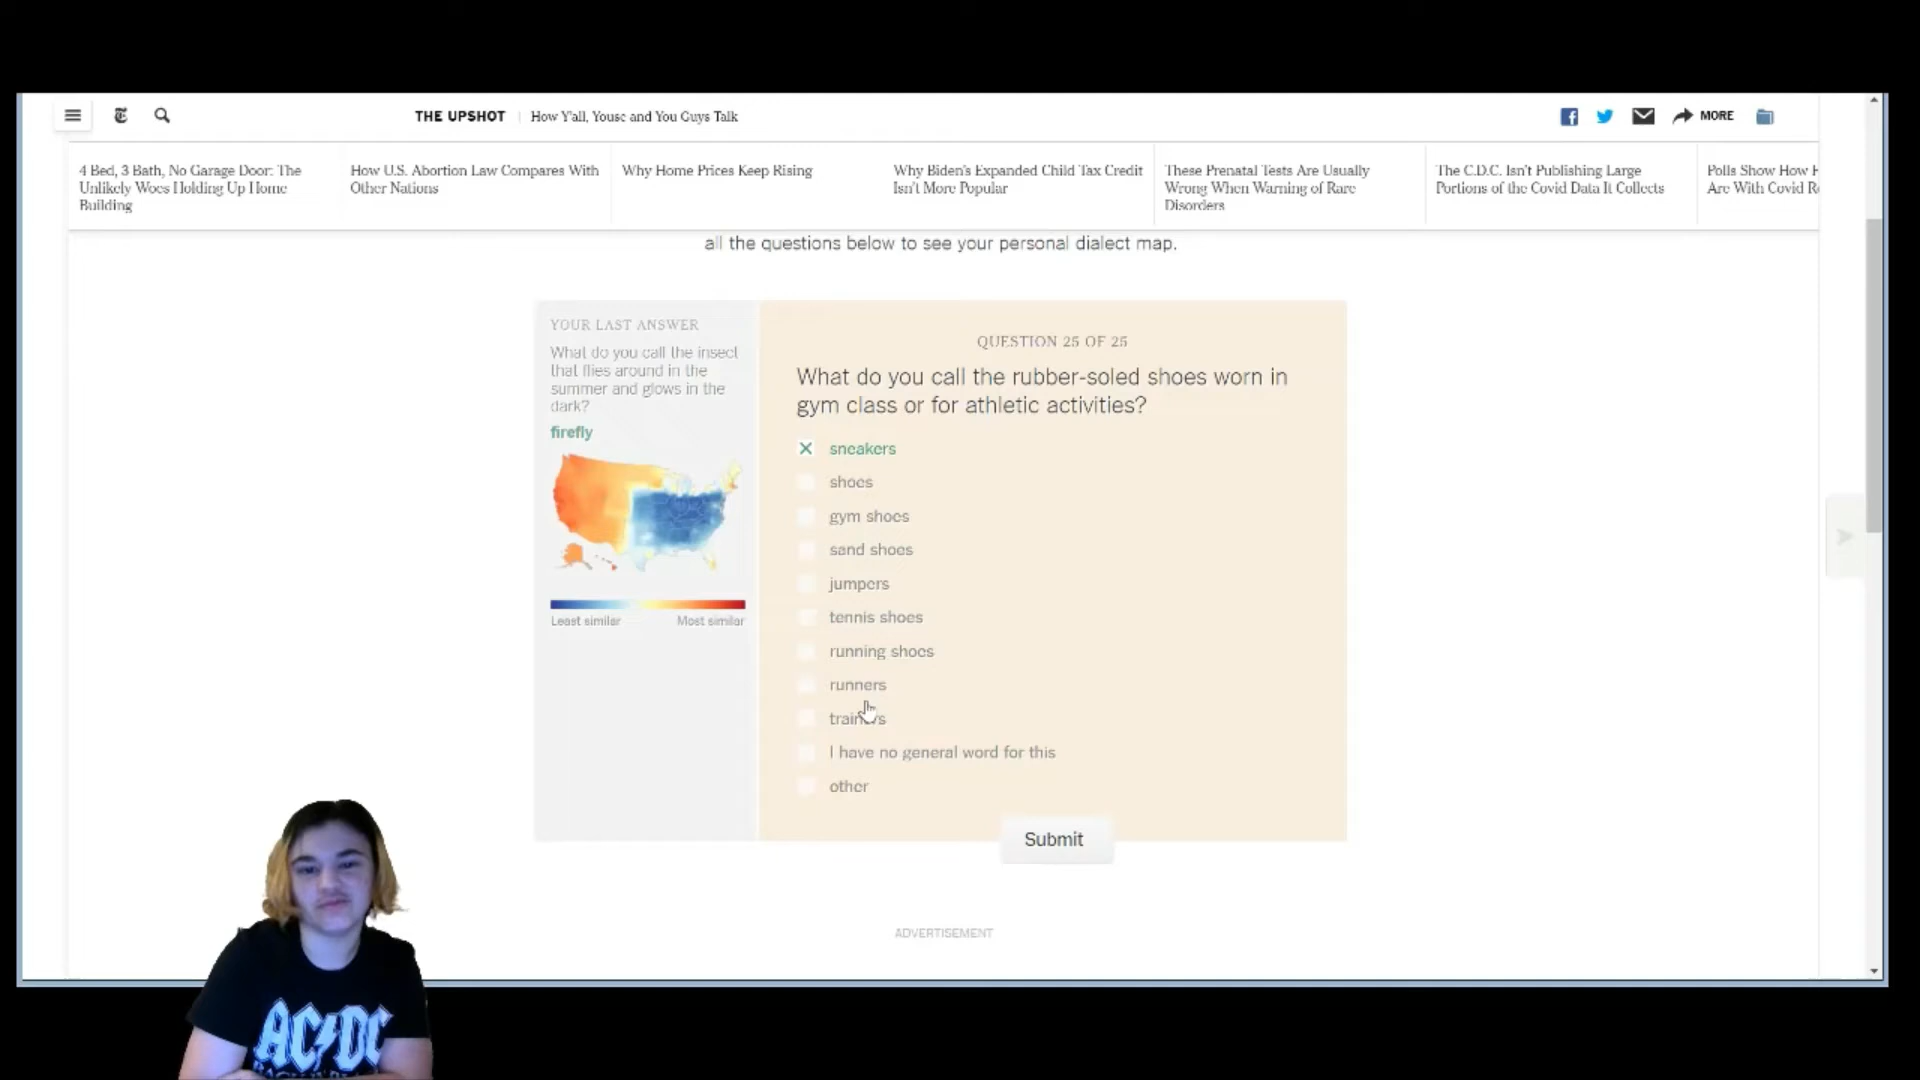 THE UPSHOT | How Y'all, Youse and You Guys Talk
MORE
4 Bed, 3 Bath, No Garage Door: The
Unlikely Woes Holding Up Home
Building
How U.S. Abortion Law Compares With
Other Nations
Why Home Prices Keep Rising
Why Biden's Expanded Child Tax Credit
Isn't More Popular
These Prenatal Tests Are Usually
Wrong When Warning of Rare
Disorders
The C.D.C. Isn't Publishing Large
Portions of the Covid Data It Collects
Polls Show How
Are With Covid
all the questions below to see your personal dialect map.
YOUR LAST ANSWER
What do you call the insect
that flies around in the
summer and glows in the
dark?
firefly
Least similar
Most similar
QUESTION 25 OF 25
What do you call the rubber-soled shoes worn in
gym class or for athletic activities?
sneakers
shoes
gym shoes
sand shoes
jumpers
tennis shoes
running shoes
runners
trainers
I have no general word for this
other
Submit
ADVERTISEMENT
AC/DC